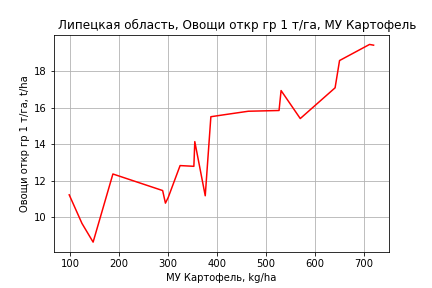 Липецкая область, Овощи откр гр 1 т/га, МУ Картофель
Овощи откр гр 1 т/га, t/ha
18
16
14
12
10
100 200 300 400 500 600 700
МУ Картофель, kg/ha